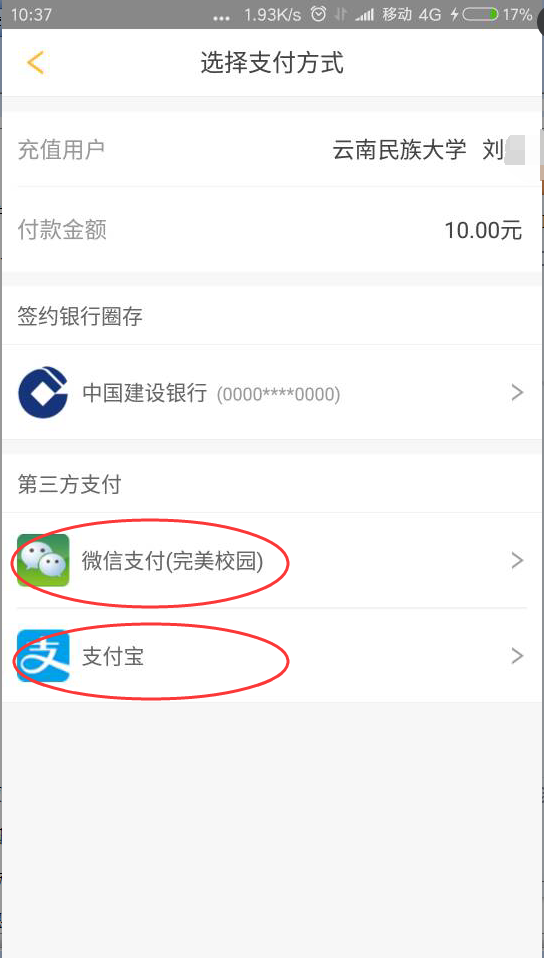 10:37 ... 1.93K/s 移动 4G 17%
选择支付方式
充值用户 云南民族大学 刘
付款金额 10.00元
签约银行圈存
中国建设银行 (0000****0000)
第三方支付
微信支付(完美校园)
支 支付宝